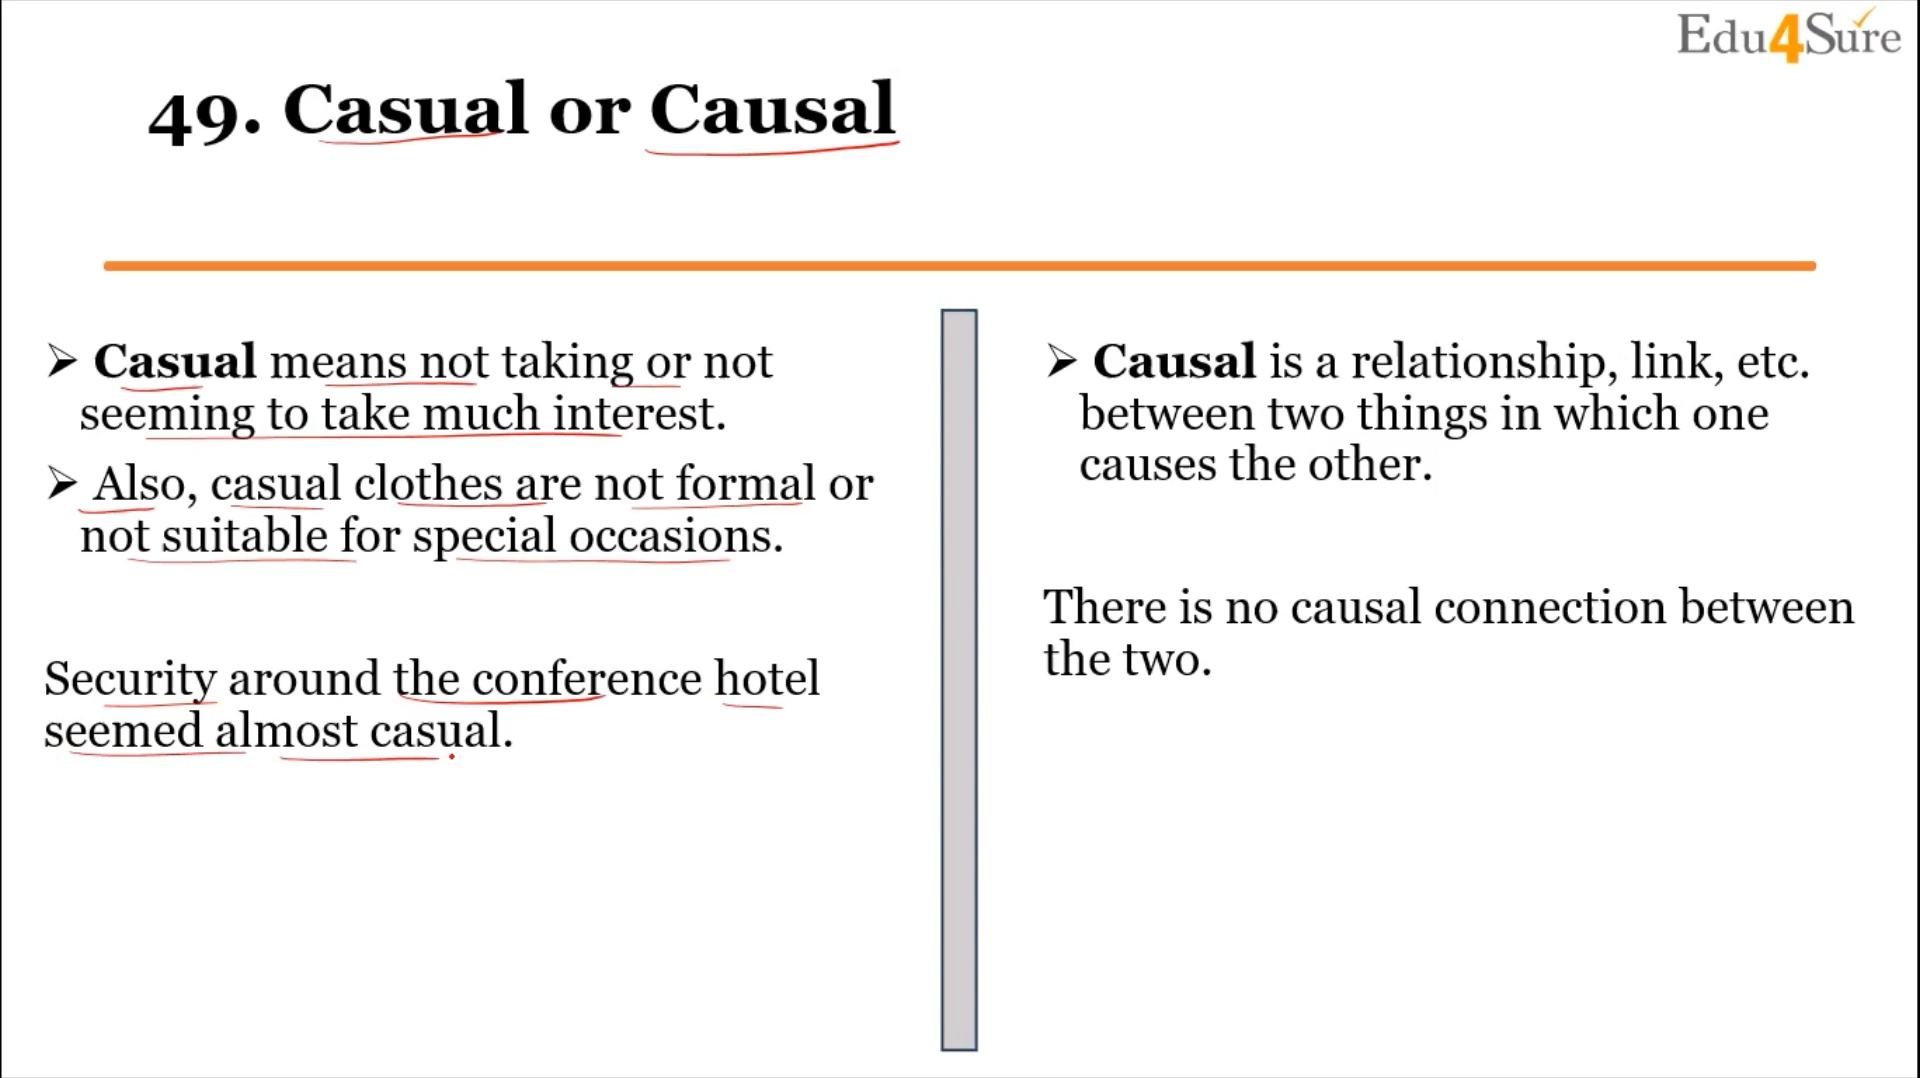 Edu4Sure
49. Casual or Causal
➢ Casual means not taking or not
seeming to take much interest.
➢ Also, casual clothes are not formal or
not suitable for special occasions.
Security around the conference hotel
seemed almost casual.
➢ Causal is a relationship, link, etc.
between two things in which one
causes the other.
There is no causal connection between
the two.